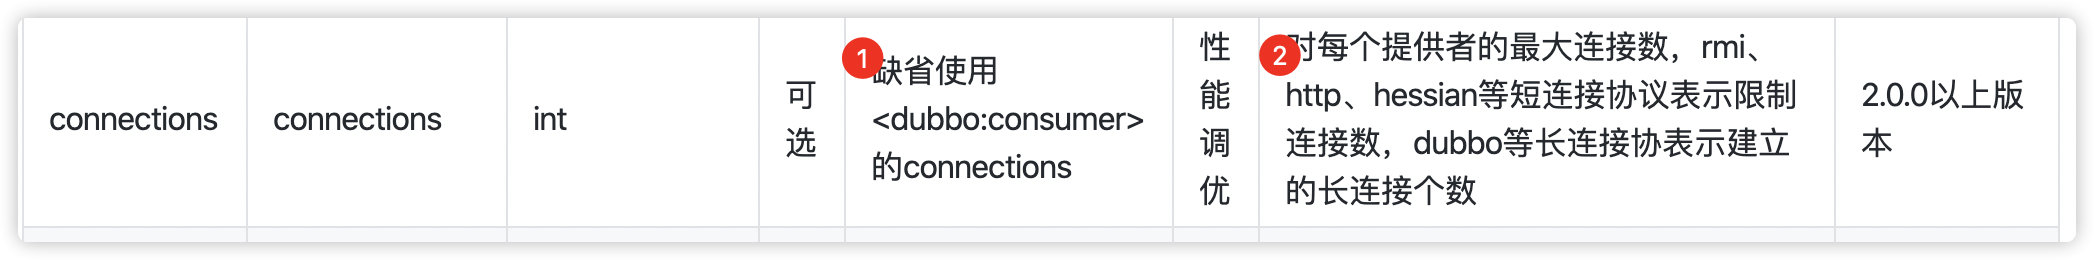 connections
connections
int
可
选
1
缺省使用
<dubbo:consumer>
的connections
性
能
调
优
2
对每个提供者的最大连接数，rmi、
http、hessian等短连接协议表示限制
连接数，dubbo等长连接协表示建立
的长连接个数
2.0.0以上版
本